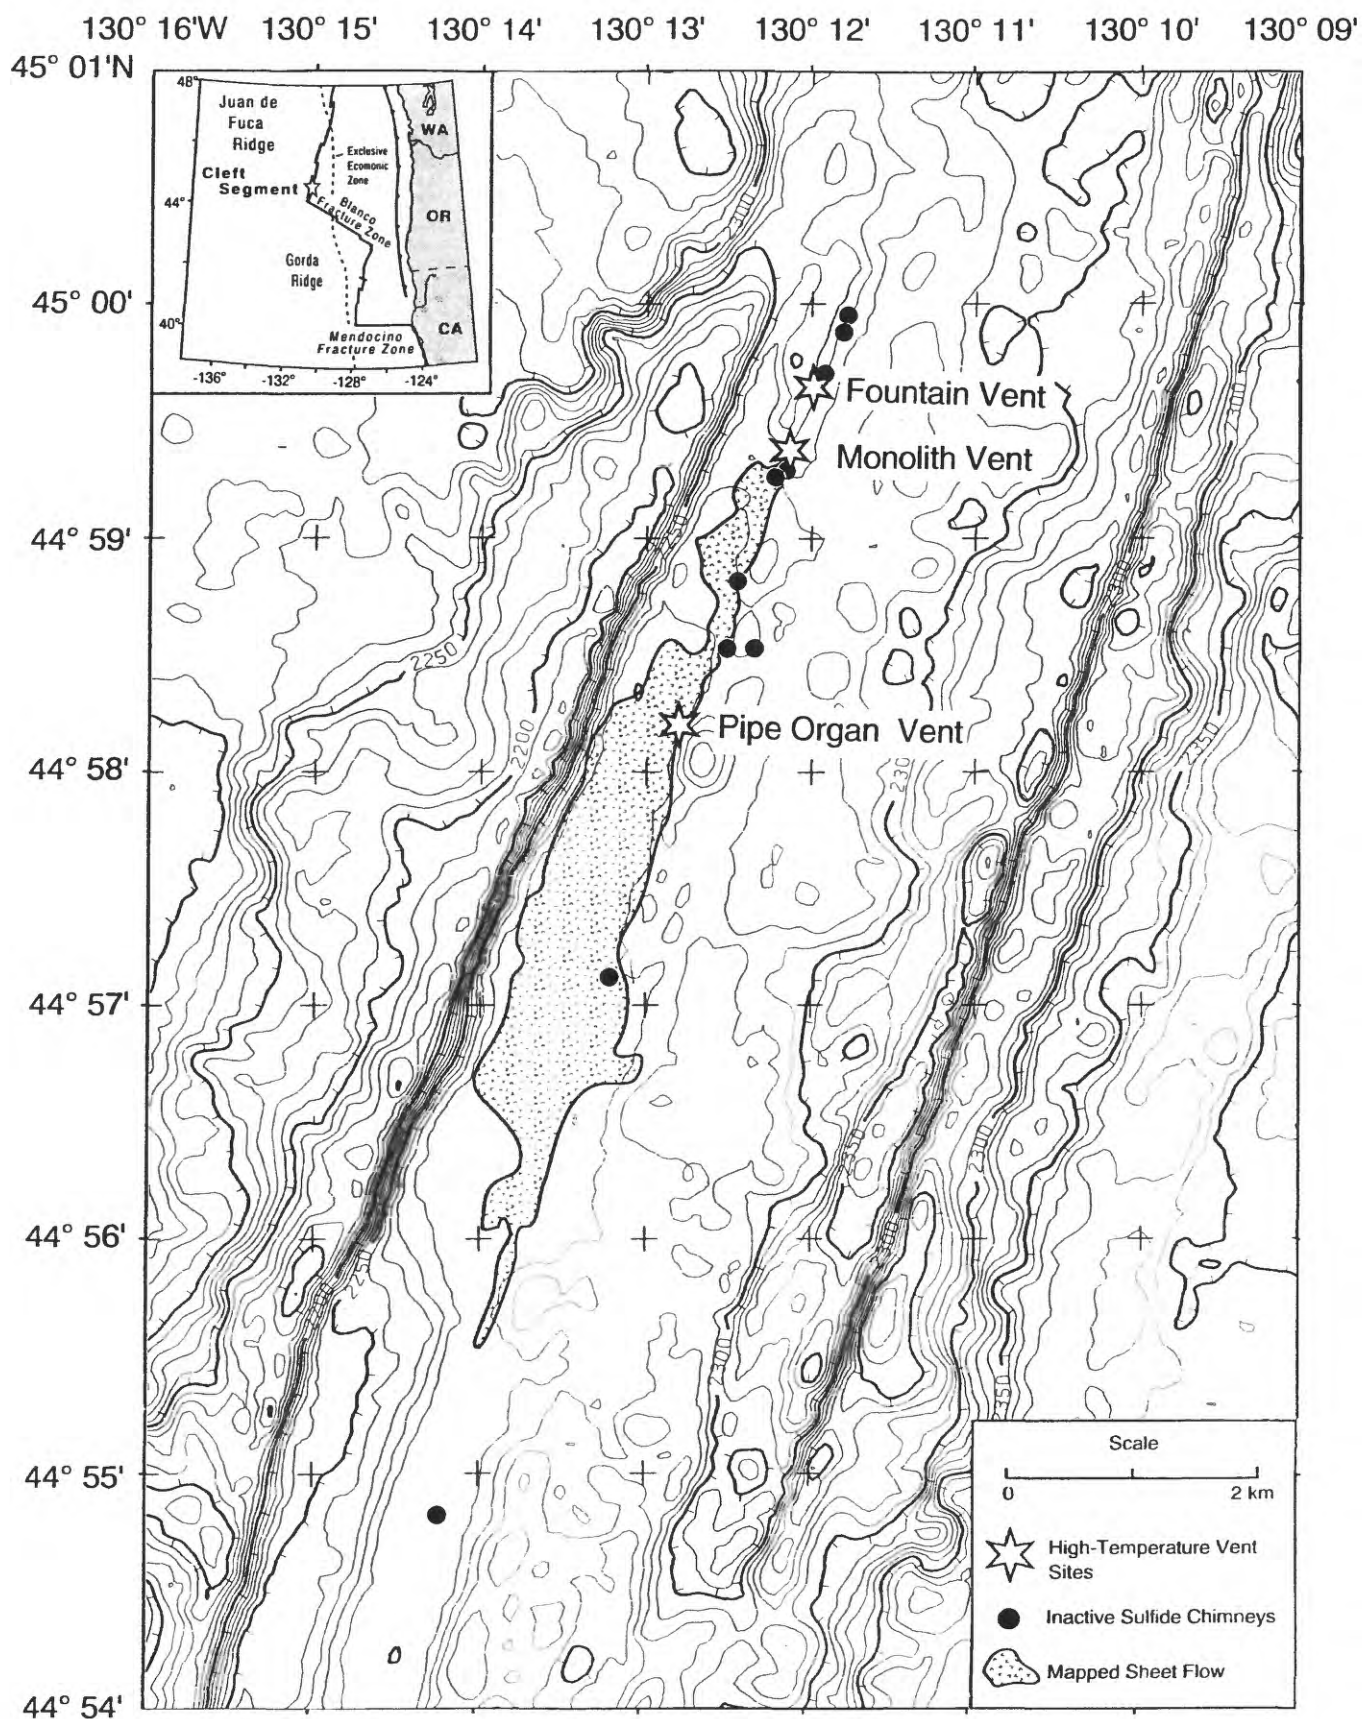 130° 16'W 130° 15' 130° 14' 130° 13' 130° 12' 130° 11' 130° 10' 130° 09'
45° 01'N
48°
Juan de
Fuca
Ridge
WA
Exclusive
Ecomonic
Zone
Cleft
Segment
44°
Blanco
Fracture Zone
OR
Gorda
Ridge
40°
CA
Mendocino
Fracture Zone
-136° -132° -128° -124°
45° 00'
Fountain Vent
Monolith Vent
44° 59'
2250
2200
Pipe Organ Vent
2350
44° 58'
44° 57'
2300
44° 56'
2250
2300
44° 55'
44° 54'
Scale
0 2 km
High-Temperature Vent
Sites
Inactive Sulfide Chimneys
Mapped Sheet Flow